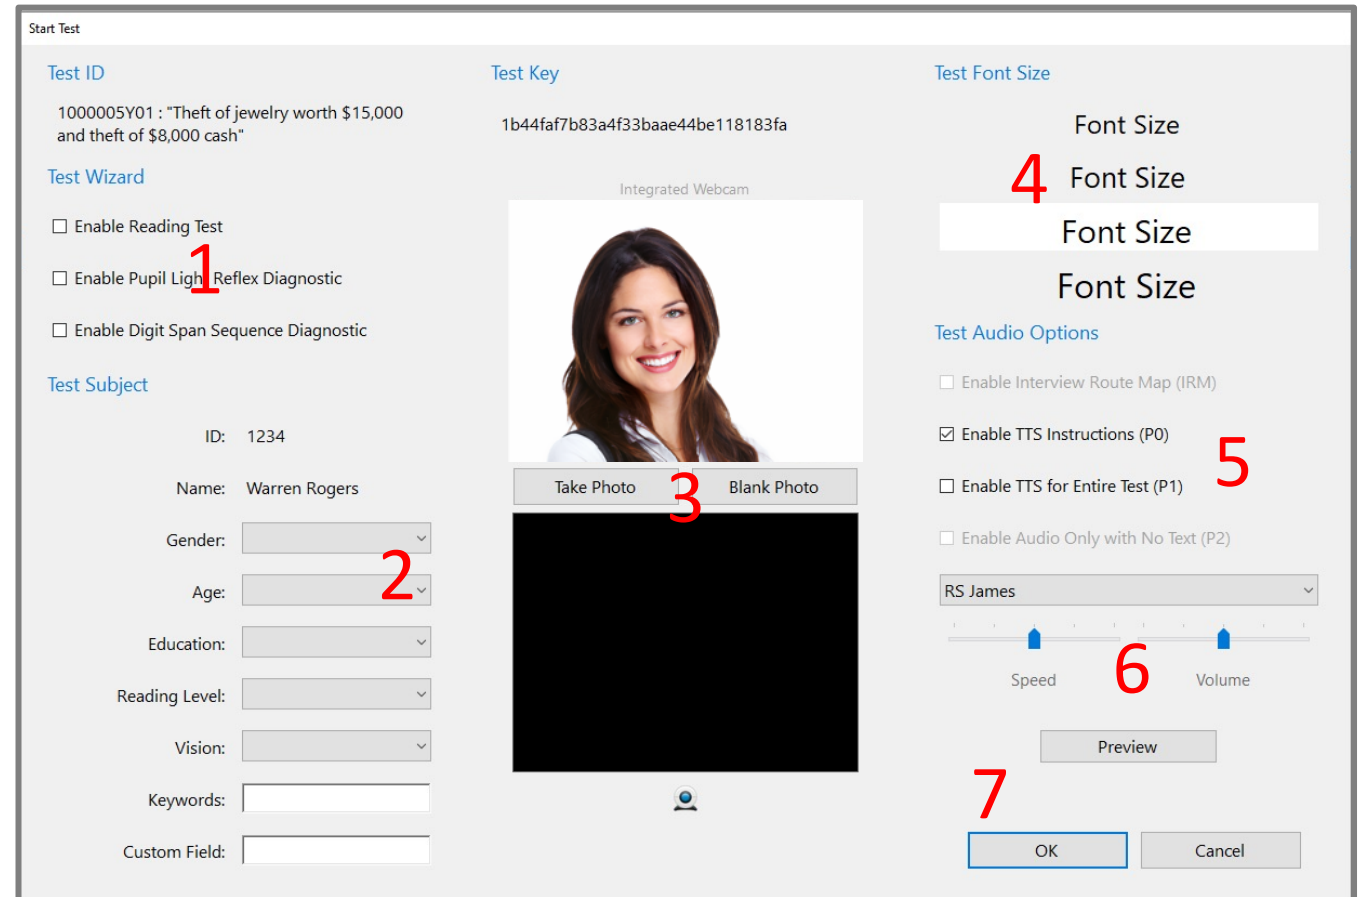 Start Test
Test ID
1000005Y01 : "Theft of jewelry worth $15,000
and theft of $8,000 cash"
Test Wizard
Enable Reading Test
1
Enable Pupil Light Reflex Diagnostic
Enable Digit Span Sequence Diagnostic
Test Subject
ID: 1234
Name: Warren Rogers
Gender:
2
Age:
Education:
Reading Level:
Vision:
Keywords:
Custom Field:
Test Key
1b44faf7b83a4f33baae44be118183fa
Integrated Webcam
Take Photo 3 Blank Photo
Test Font Size
Font Size
4 Font Size
Font Size
Font Size
Test Audio Options
Enable Interview Route Map (IRM)
Enable TTS Instructions (P0)
5
Enable TTS for Entire Test (P1)
Enable Audio Only with No Text (P2)
RS James
Speed 6 Volume
Preview
7
OK Cancel